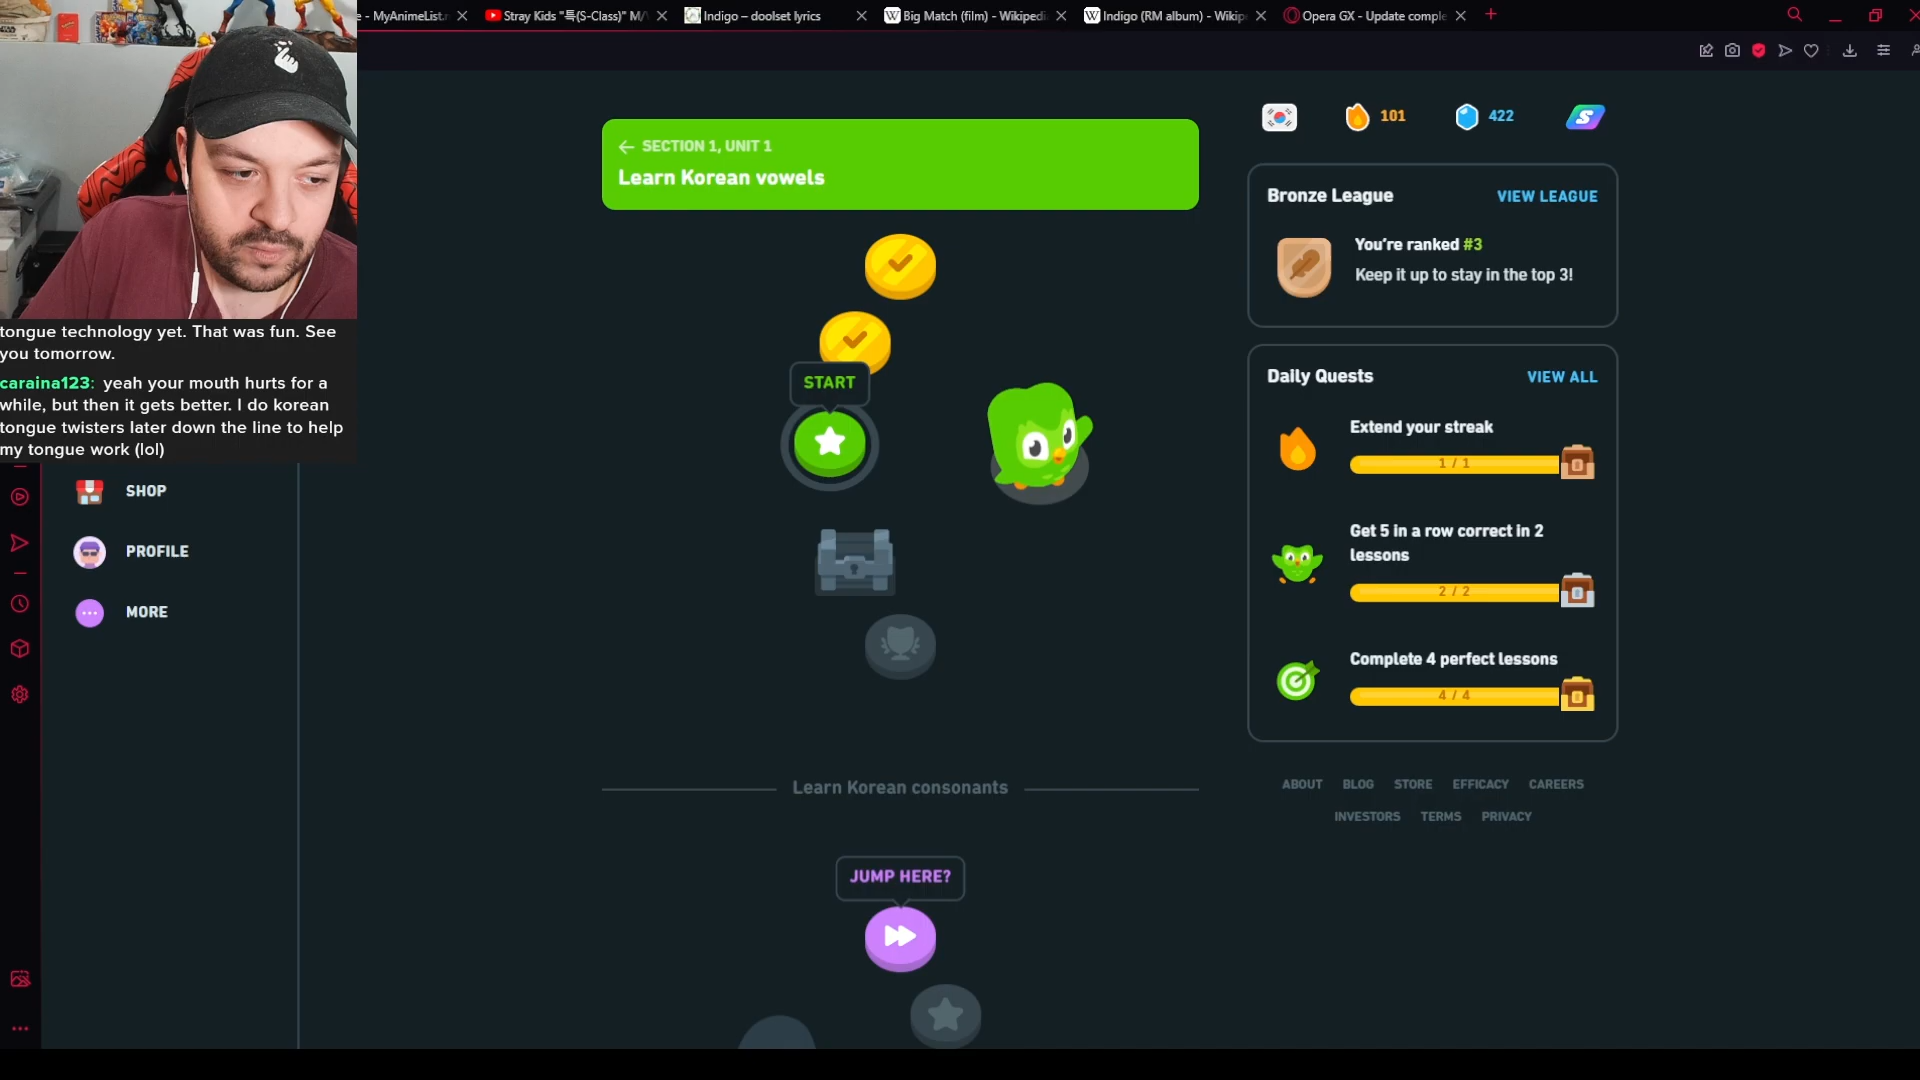 e - MyAnimeList.n
Stray Kids "특(S-Class)" M/V
Indigo – doolset lyrics
Big Match (film) - Wikipedi
Indigo (RM album) - Wikip
Opera GX - Update comple
tongue technology yet. That was fun. See
you tomorrow.
caraina123: yeah your mouth hurts for a
while, but then it gets better. I do korean
tongue twisters later down the line to help
my tongue work (lol)
SHOP
PROFILE
MORE
SECTION 1, UNIT 1
Learn Korean vowels
START
Learn Korean consonants
JUMP HERE?
101
422
S
Bronze League
VIEW LEAGUE
You're ranked #3
Keep it up to stay in the top 3!
Daily Quests
VIEW ALL
Extend your streak
1 / 1
Get 5 in a row correct in 2
lessons
2 / 2
Complete 4 perfect lessons
4 / 4
ABOUT BLOG STORE EFFICACY CAREERS
INVESTORS TERMS PRIVACY